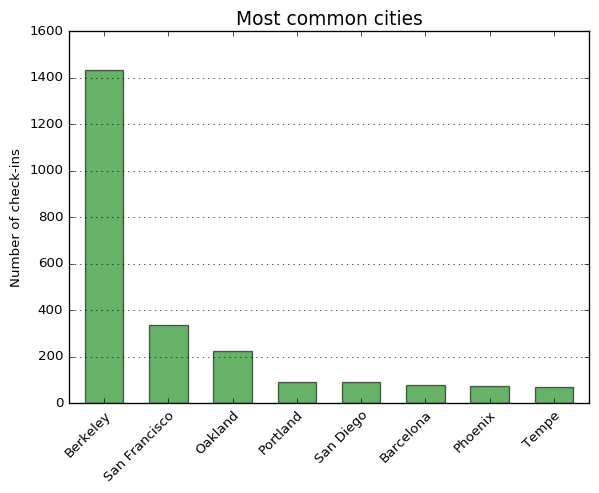 Most common cities
Number of check-ins
1600
1400
1200
1000
800
600
400
200
0
Berkeley
San Francisco
Oakland
Portland
San Diego
Barcelona
Phoenix
Tempe